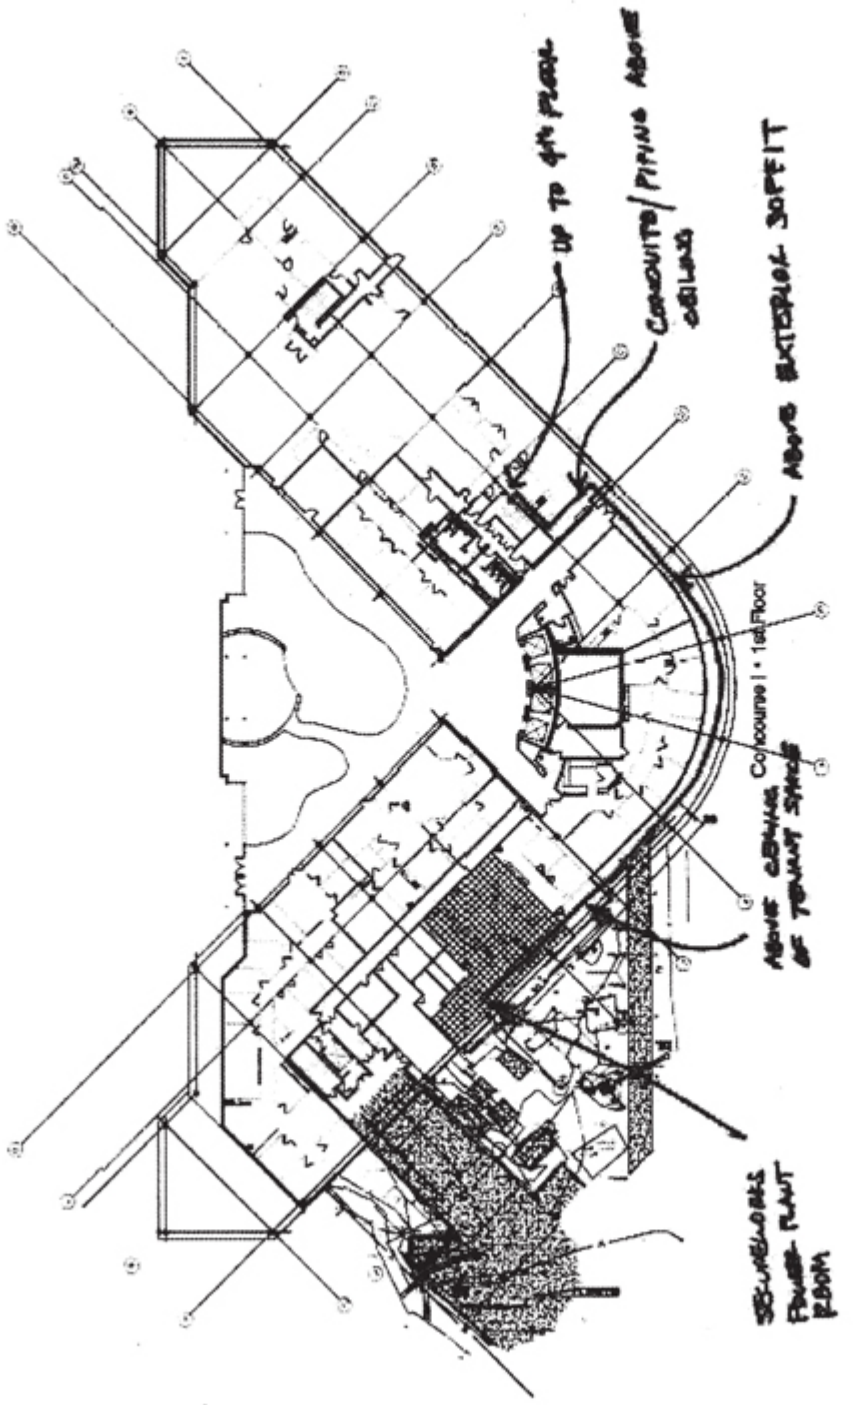 UP TO 4TH FLOOR
CONDUITS/PIPING ABOVE
CEILING
ABOVE EXTERIOR SOFFIT
Concourse I • 1st Floor
ABOVE CEILING
OF TENANT SPACE
SECUREWORKS
POWER PLANT
ROOM